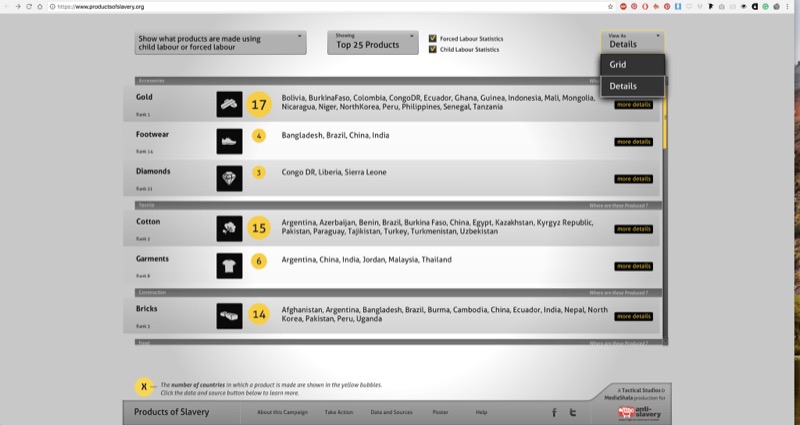 https://www.productsofslavery.org
Show what products are made using
child labour or forced labour
Showing
Top 25 Products
Forced Labour Statistics
Child Labour Statistics
View As
Details
Grid
Details
Accessories
Gold
Rank 1
17
Bolivia, BurkinaFaso, Colombia, CongoDR, Ecuador, Ghana, Guinea, Indonesia, Mali, Mongolia,
Nicaragua, Niger, NorthKorea, Peru, Philippines, Senegal, Tanzania
more details
Footwear
Rank 14
4
Bangladesh, Brazil, China, India
more details
Diamonds
Rank 21
3
Congo DR, Liberia, Sierra Leone
more details
Textile
Where are these Produced ?
Cotton
Rank 2
15
Argentina, Azerbaijan, Benin, Brazil, Burkina Faso, China, Egypt, Kazakhstan, Kyrgyz Republic,
Pakistan, Paraguay, Tajikistan, Turkey, Turkmenistan, Uzbekistan
more details
Garments
Rank 8
6
Argentina, China, India, Jordan, Malaysia, Thailand
more details
Construction
Where are these Produced ?
Bricks
Rank 3
14
Afghanistan, Argentina, Bangladesh, Brazil, Burma, Cambodia, China, Ecuador, India, Nepal, North
Korea, Pakistan, Peru, Uganda
more details
Food
Where are these Produced ?
X
The number of countries in which a product is made are shown in the yellow bubbles.
Click the data and source button to learn more.
A Tactical Studios &
MediaShala production for
Products of Slavery
About this Campaign
Take Action
Data and Sources
Poster
Help
anti-
slavery